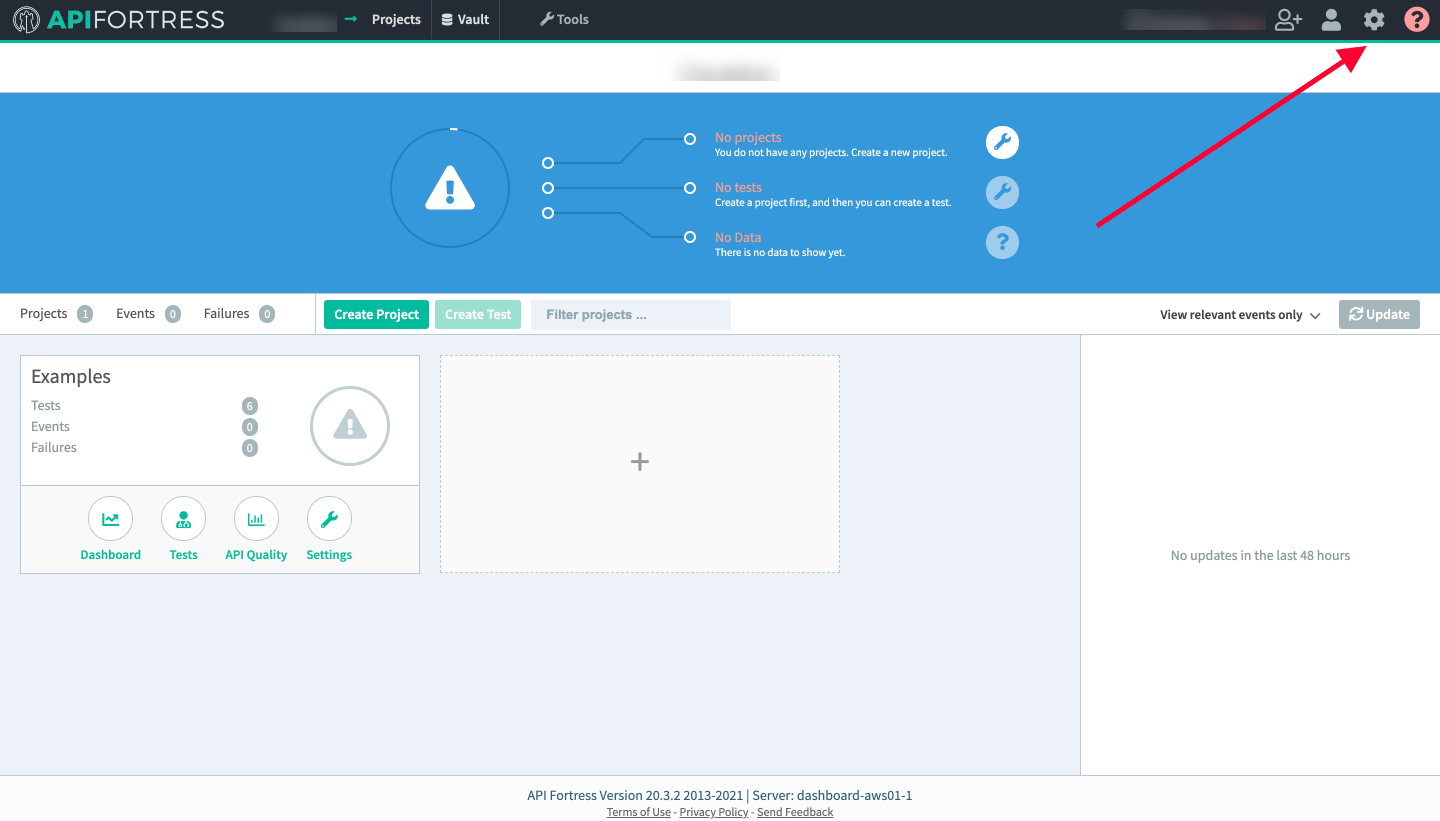 APIFORTRESS
Projects
Vault
Tools
?
No projects
You do not have any projects. Create a new project.
No tests
Create a project first, and then you can create a test.
No Data
There is no data to show yet.
?
Projects 1 Events 0 Failures 0
Create Project
Create Test
Filter projects ...
View relevant events only
Update
Examples
Tests 6
Events 0
Failures 0
Dashboard
Tests
API Quality
Settings
+
No updates in the last 48 hours
API Fortress Version 20.3.2 2013-2021 | Server: dashboard-aws01-1
Terms of Use - Privacy Policy - Send Feedback